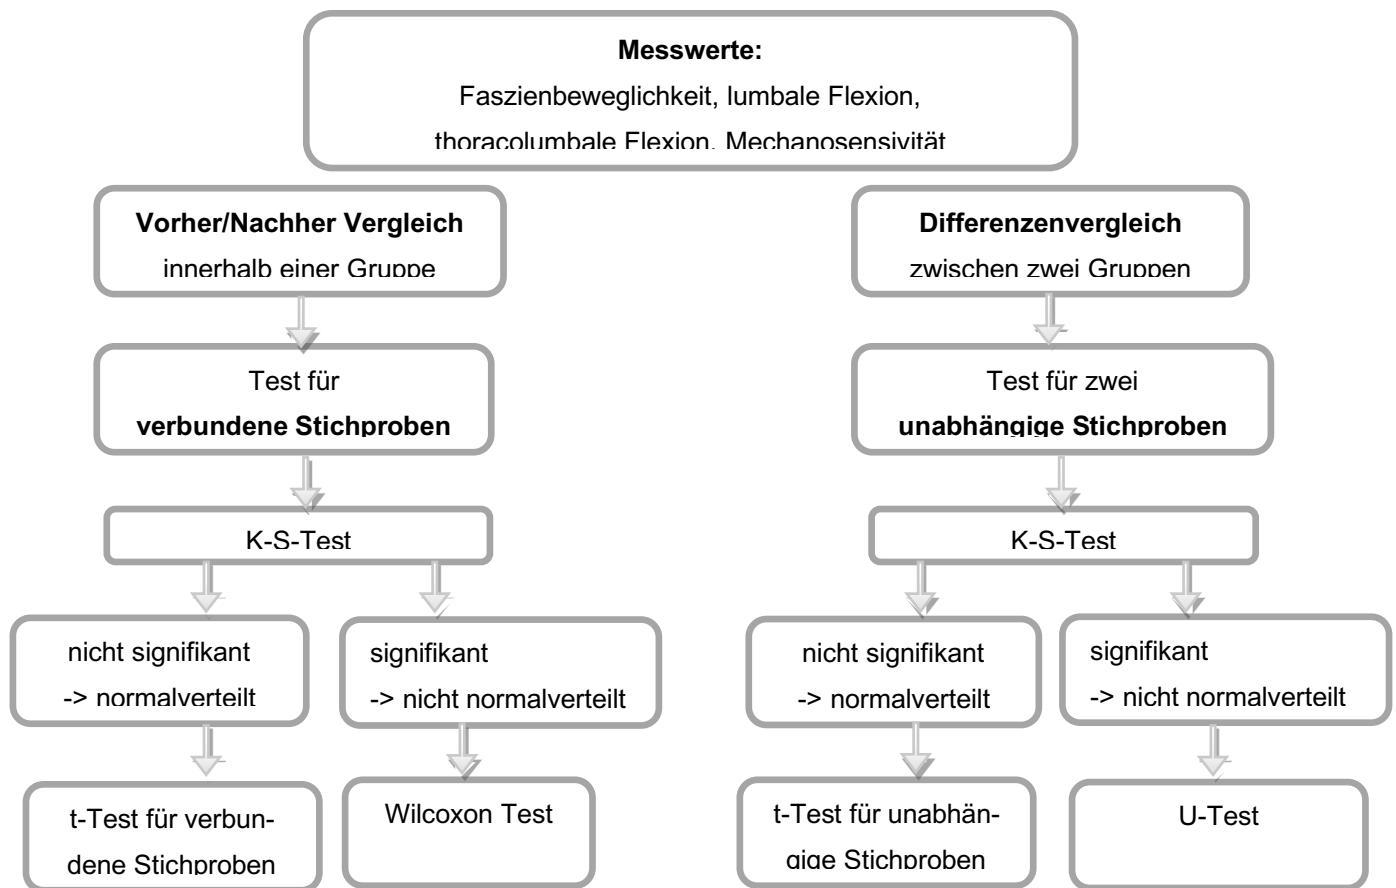 Messwerte:
Faszienbeweglichkeit, lumbale Flexion,
thoracolumbale Flexion, Mechanosensivität
Vorher/Nachher Vergleich
innerhalb einer Gruppe
Differenzenvergleich
zwischen zwei Gruppen
Test für
verbundene Stichproben
Test für zwei
unabhängige Stichproben
K-S-Test
K-S-Test
nicht signifikant
-> normalverteilt
signifikant
-> nicht normalverteilt
nicht signifikant
-> normalverteilt
signifikant
-> nicht normalverteilt
t-Test für verbun-
dene Stichproben
Wilcoxon Test
t-Test für unabhän-
gige Stichproben
U-Test